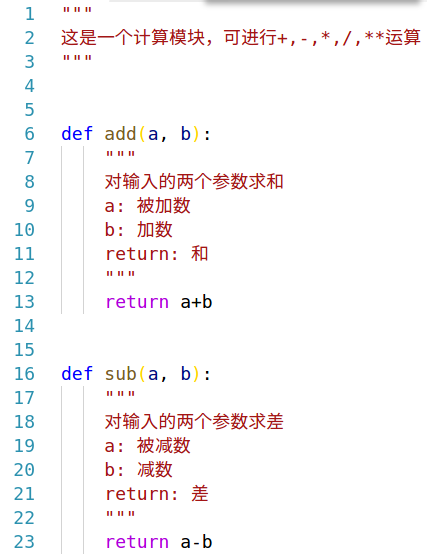 1 """
2 这是一个计算模块，可进行+,-,*,/,**运算
3 """
4
5
6 def add(a, b):
7     """
8     对输入的两个参数求和
9     a: 被加数
10     b: 加数
11     return: 和
12     """
13     return a+b
14
15
16 def sub(a, b):
17     """
18     对输入的两个参数求差
19     a: 被减数
20     b: 减数
21     return: 差
22     """
23     return a-b